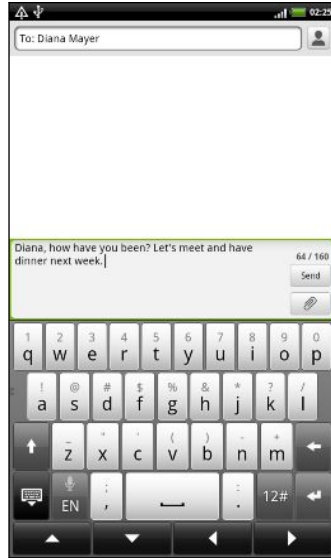 02:25
To: Diana Mayer
Diana, how have you been? Let's meet and have
dinner next week.
64 / 160
Send
1 2 3 4 5 6 7 8 9 0
q w e r t y u i o p
! @ # $ % & * ? /
a s d f g h j k l
_ " ' ( ) - +
z x c v b n m
EN ; , : . 12#